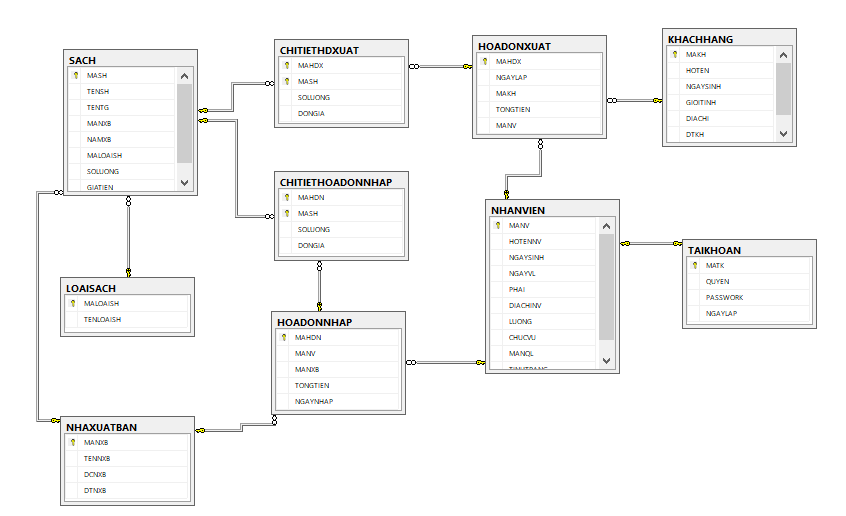 SACH
MASH
TENSH
TENTG
MANXB
NAMXB
MALOAISH
SOLUONG
GIATIEN
CHITIETHDXUAT
MAHDX
MASH
SOLUONG
DONGIA
HOADONXUAT
MAHDX
NGAYLAP
MAKH
TONGTIEN
MANV
KHACHHANG
MAKH
HOTEN
NGAYSINH
GIOITINH
DIACHI
DTKH
CHITIETHOADONNHAP
MAHDN
MASH
SOLUONG
DONGIA
NHANVIEN
MANV
HOTENNV
NGAYSINH
NGAYVL
PHAI
DIACHINV
LUONG
CHUCVU
MANQL
TINHTRANG
TAIKHOAN
MATK
QUYEN
PASSWORK
NGAYLAP
LOAISACH
MALOAISH
TENLOAISH
HOADONNHAP
MAHDN
MANV
MANXB
TONGTIEN
NGAYNHAP
NHAXUATBAN
MANXB
TENNXB
DCNXB
DTNXB